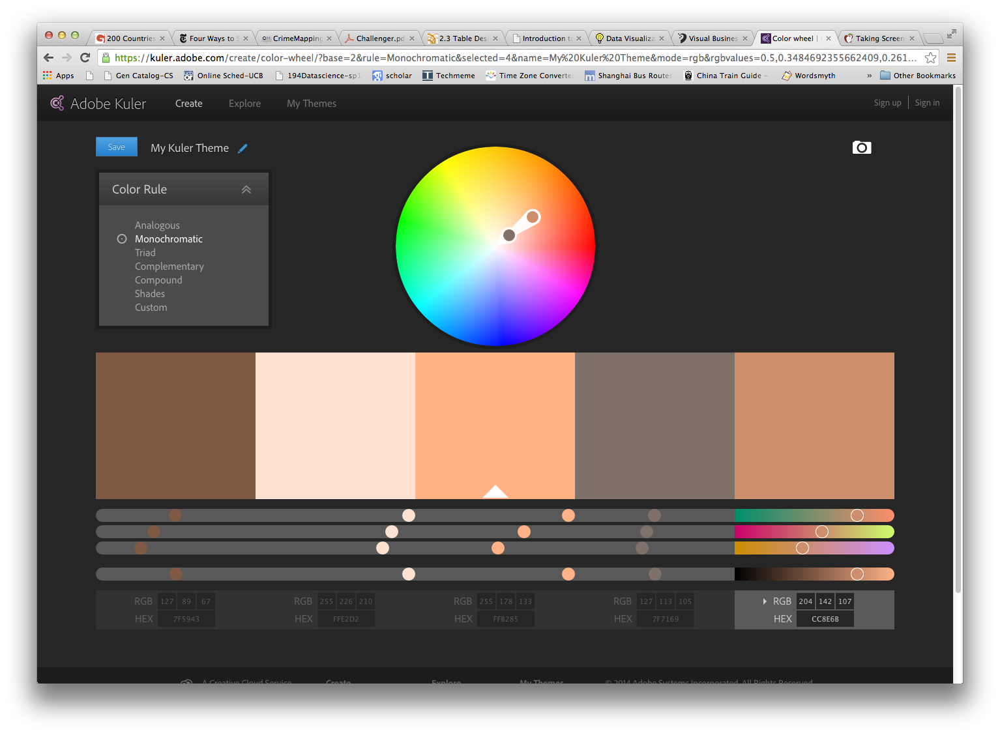 200 Countries
Four Ways to S
CrimeMapping
Challenger.pd
2.3 Table Desi
Introduction to
Data Visualiza
Visual Busines
Color wheel |
Taking Screen
https://kuler.adobe.com/create/color-wheel/?base=2&rule=Monochromatic&selected=4&name=My%20Kuler%20Theme&mode=rgb&rgbvalues=0.5,0.3484692355662409,0.261...
Apps Gen Catalog-CS Online Sched-UCB 194Datascience-sp1 scholar Techmeme Time Zone Converte Shanghai Bus Routes China Train Guide - Wordsmyth » Other Bookmarks
Adobe Kuler Create Explore My Themes Sign up Sign in
Save My Kuler Theme
Color Rule
Analogous
Monochromatic
Triad
Complementary
Compound
Shades
Custom
RGB 127 89 67 RGB 255 226 210 RGB 255 178 133 RGB 127 113 105 RGB 204 142 107
HEX 7F5943 HEX FFE2D2 HEX FFB285 HEX 7F7169 HEX CC8E6B
A Creative Cloud Service Create Explore My Themes © 2014 Adobe Systems Incorporated. All Rights Reserved.